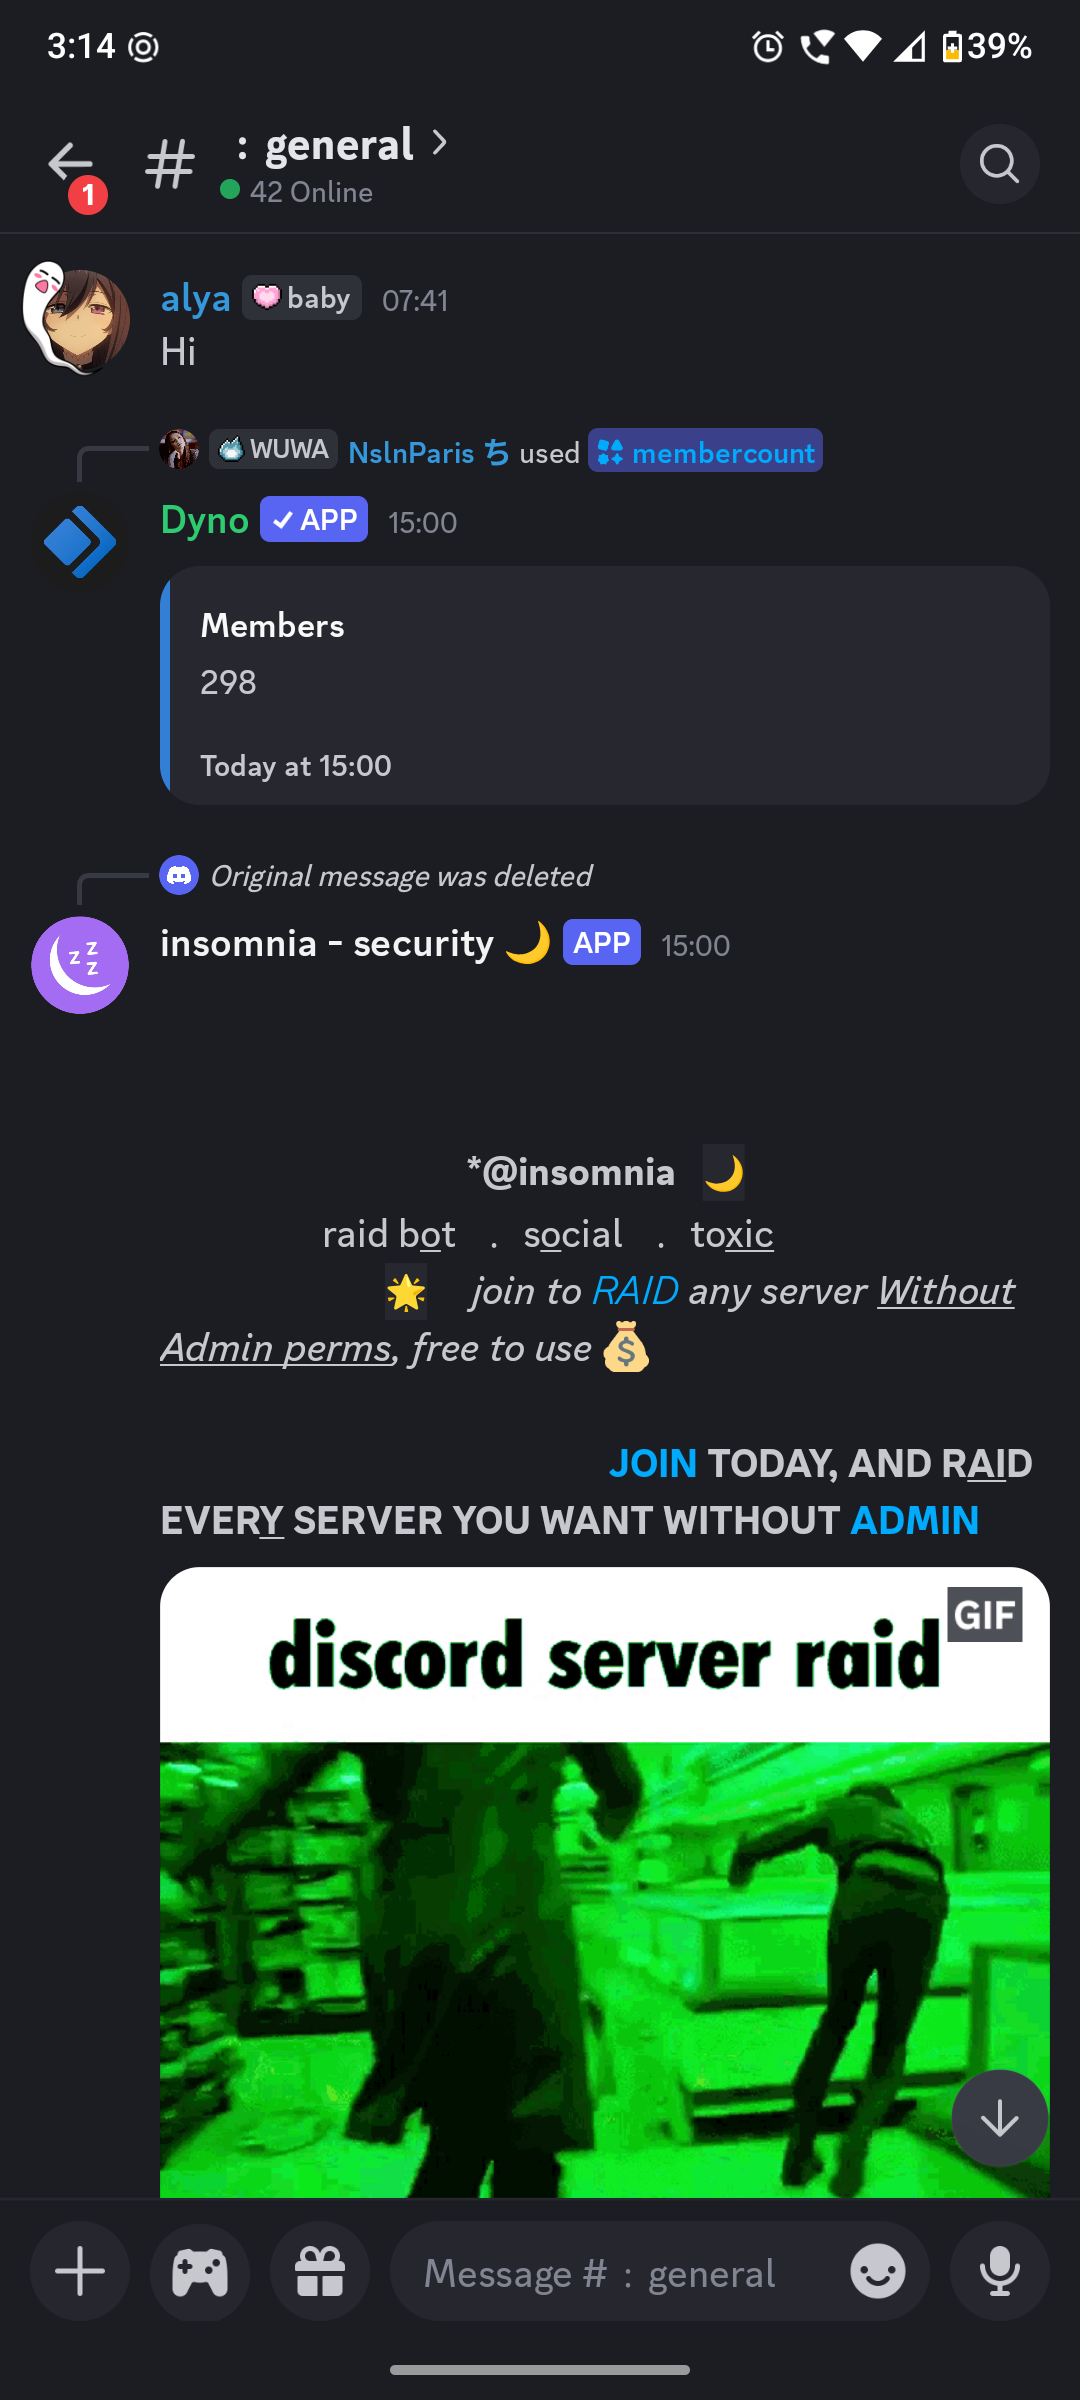 3:14 39%
: general
42 Online
1
alya baby 07:41
Hi
WUWA NslnParis ち used membercount
Dyno APP 15:00
Members
298
Today at 15:00
Original message was deleted
insomnia - security 🌙 APP 15:00
z z z
*@insomnia 🌙
raid bot . social . toxic
🌟 join to RAID any server Without
Admin perms, free to use 💰
JOIN TODAY, AND RAID
EVERY SERVER YOU WANT WITHOUT ADMIN
GIF
discord server raid
Message # : general